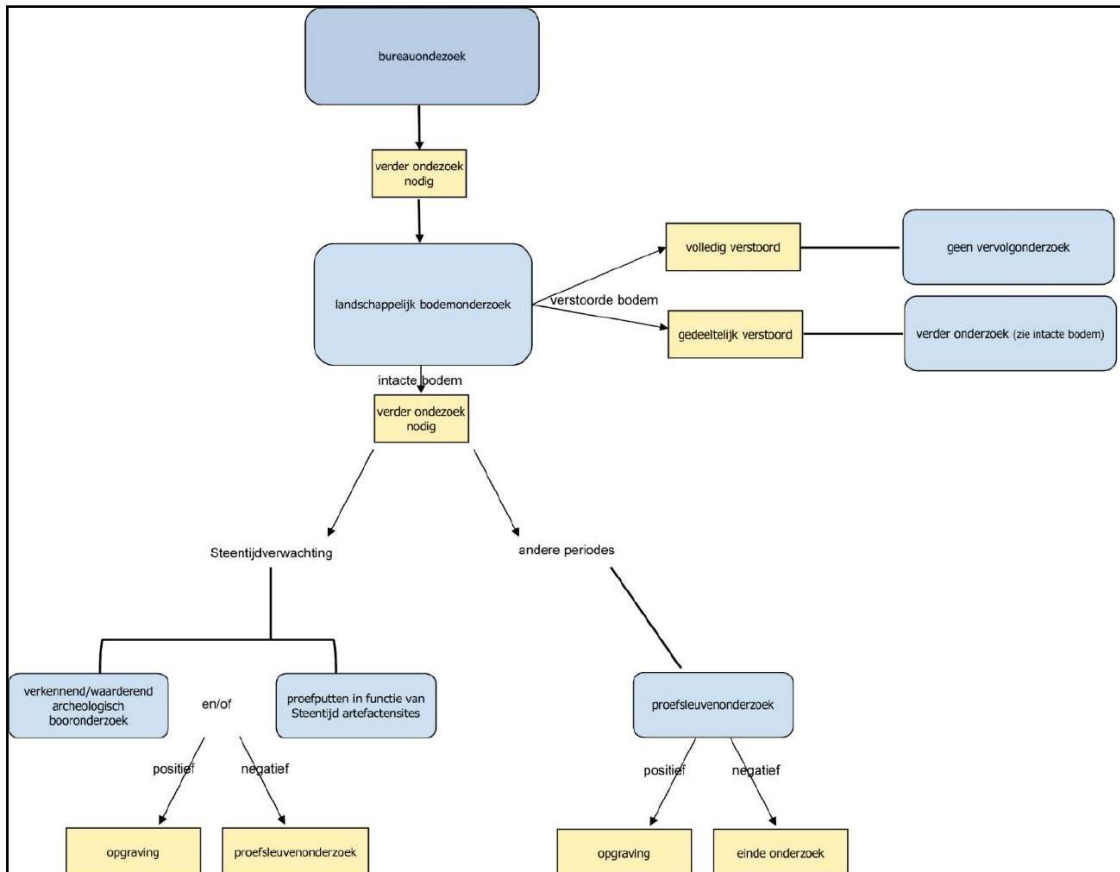 bureauondezoek
verder ondezoek
nodig
landschappelijk bodemonderzoek
verstoorde bodem
volledig verstoord
geen vervolgonderzoek
gedeeltelijk verstoord
verder onderzoek (zie intacte bodem)
intacte bodem
verder ondezoek
nodig
Steentijdverwachting
andere periodes
verkennend/waarderend
archeologisch
booronderzoek
en/of
proefputten in functie van
Steentijd artefactensites
proefsleuvenonderzoek
positief
negatief
positief
negatief
opgraving
proefsleuvenonderzoek
opgraving
einde onderzoek